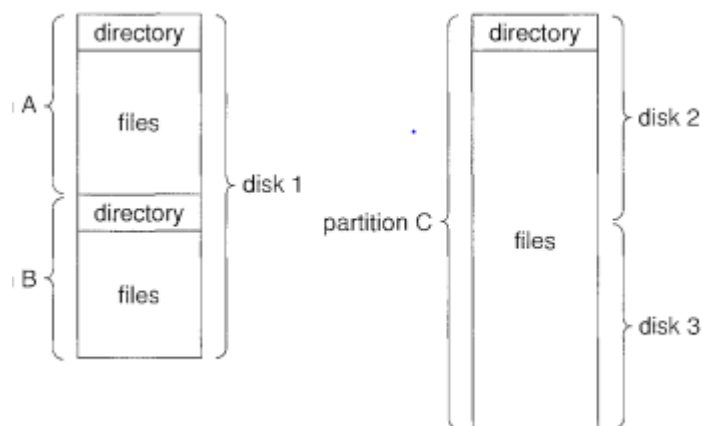 directory
A
files
disk 1
directory
B
files
directory
disk 2
partition C
files
disk 3